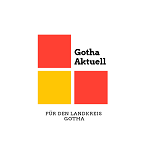 Gotha
Aktuell
FÜR DEN LANDKREIS
GOTHA